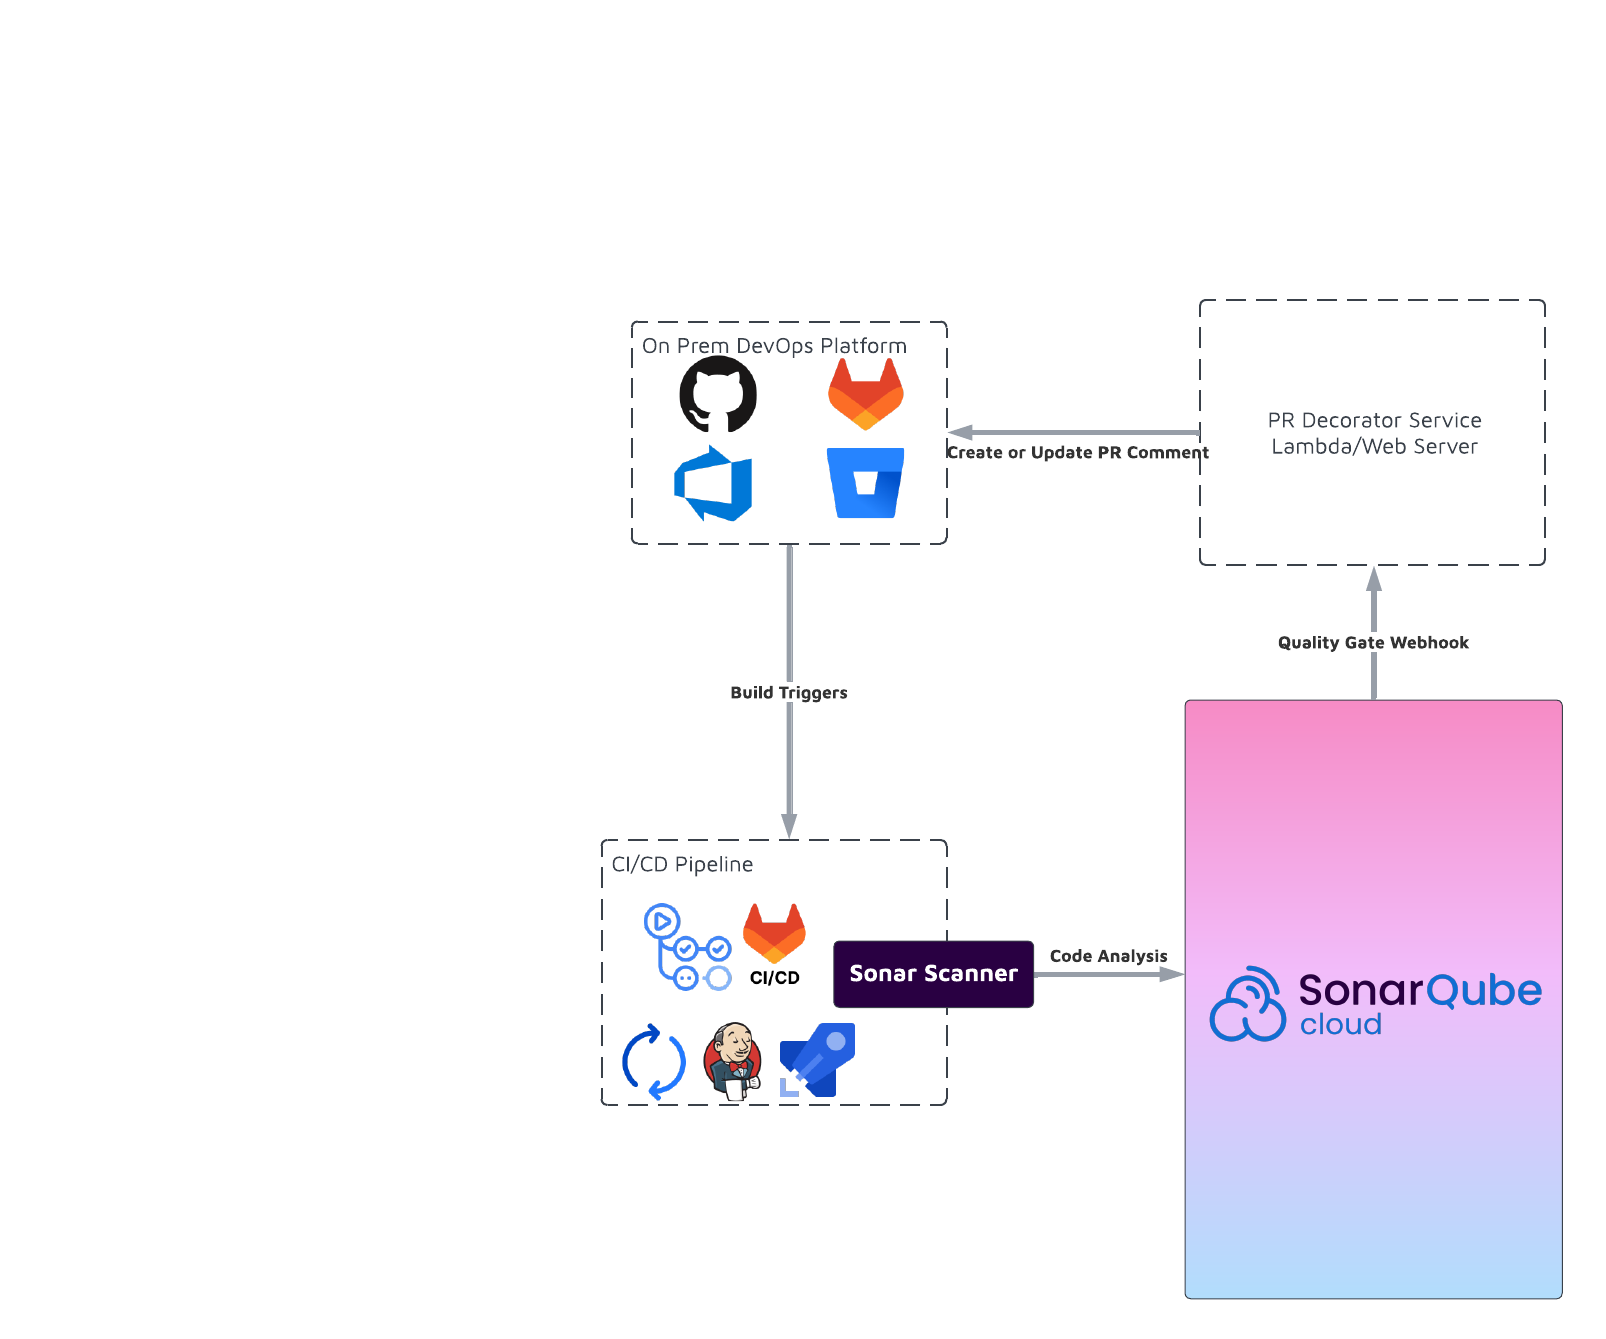 On Prem DevOps Platform
PR Decorator Service
Lambda/Web Server
Create or Update PR Comment
Quality Gate Webhook
Build Triggers
CI/CD Pipeline
CI/CD
Sonar Scanner
Code Analysis
SonarQube
cloud